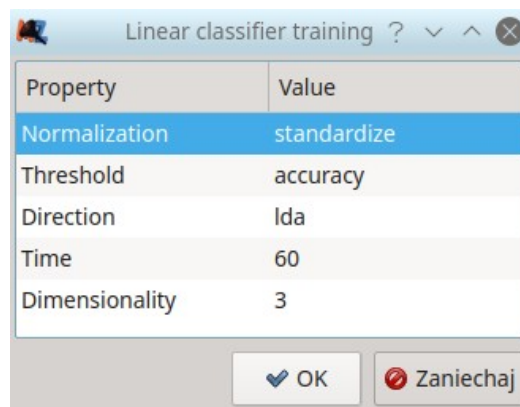 Linear classifier training
Property Value
Normalization standardize
Threshold accuracy
Direction lda
Time 60
Dimensionality 3
OK Zaniechaj